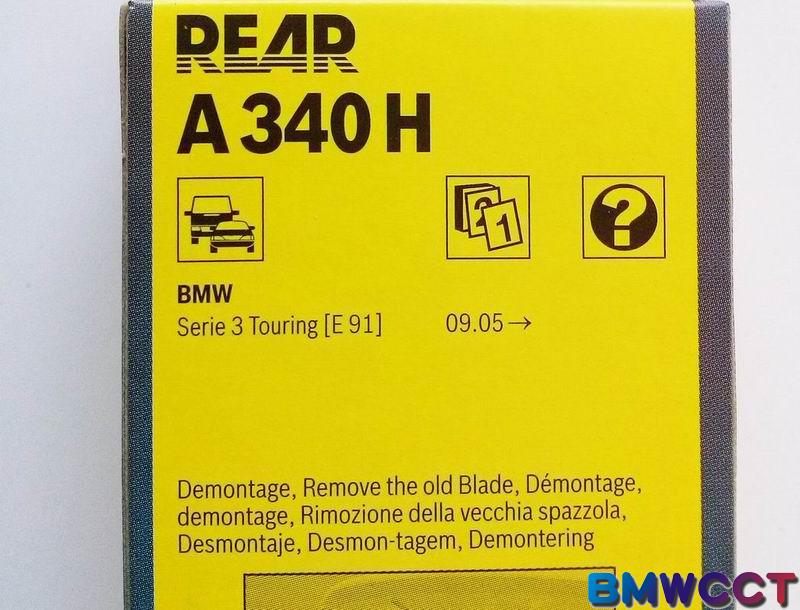 REAR
A 340 H
2 1
?
BMW
Serie 3 Touring [E 91] 09.05→
Demontage, Remove the old Blade, Démontage,
demontage, Rimozione della vecchia spazzola,
Desmontaje, Desmon-tagem, Demontering
BMWCCT